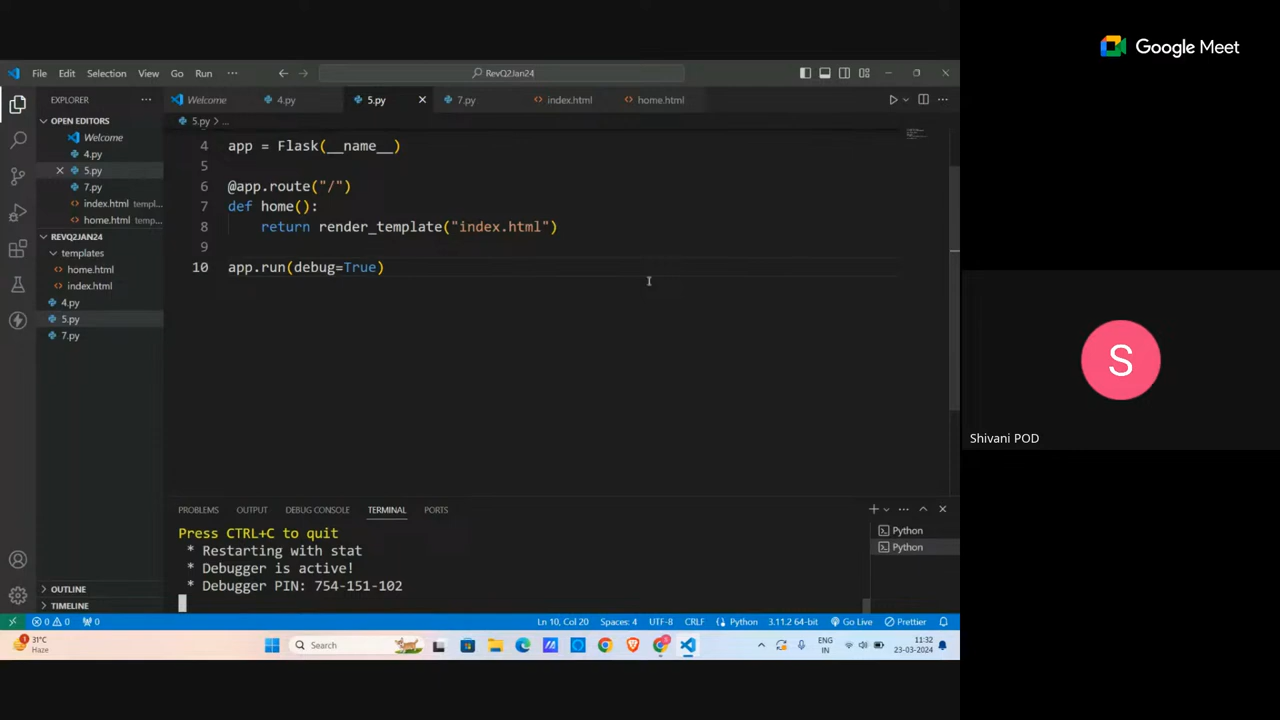 Google Meet
File Edit Selection View Go Run ... RevQ2Jan24
EXPLORER ... Welcome 4.py 5.py 7.py index.html home.html
OPEN EDITORS
Welcome
4.py
5.py
7.py
index.html templ...
home.html temp...
REVQ2JAN24
templates
home.html
index.html
4.py
5.py
7.py
OUTLINE
TIMELINE
5.py > ...
4 app = Flask(__name__)
5
6 @app.route("/")
7 def home():
8 return render_template("index.html")
9
10 app.run(debug=True)
PROBLEMS OUTPUT DEBUG CONSOLE TERMINAL PORTS
Press CTRL+C to quit
* Restarting with stat
* Debugger is active!
* Debugger PIN: 754-151-102
Python
Python
0 0 0 Ln 10, Col 20 Spaces: 4 UTF-8 CRLF Python 3.11.2 64-bit Go Live Prettier
31°C
Haze
Search
ENG
IN
11:32
23-03-2024
S
Shivani POD